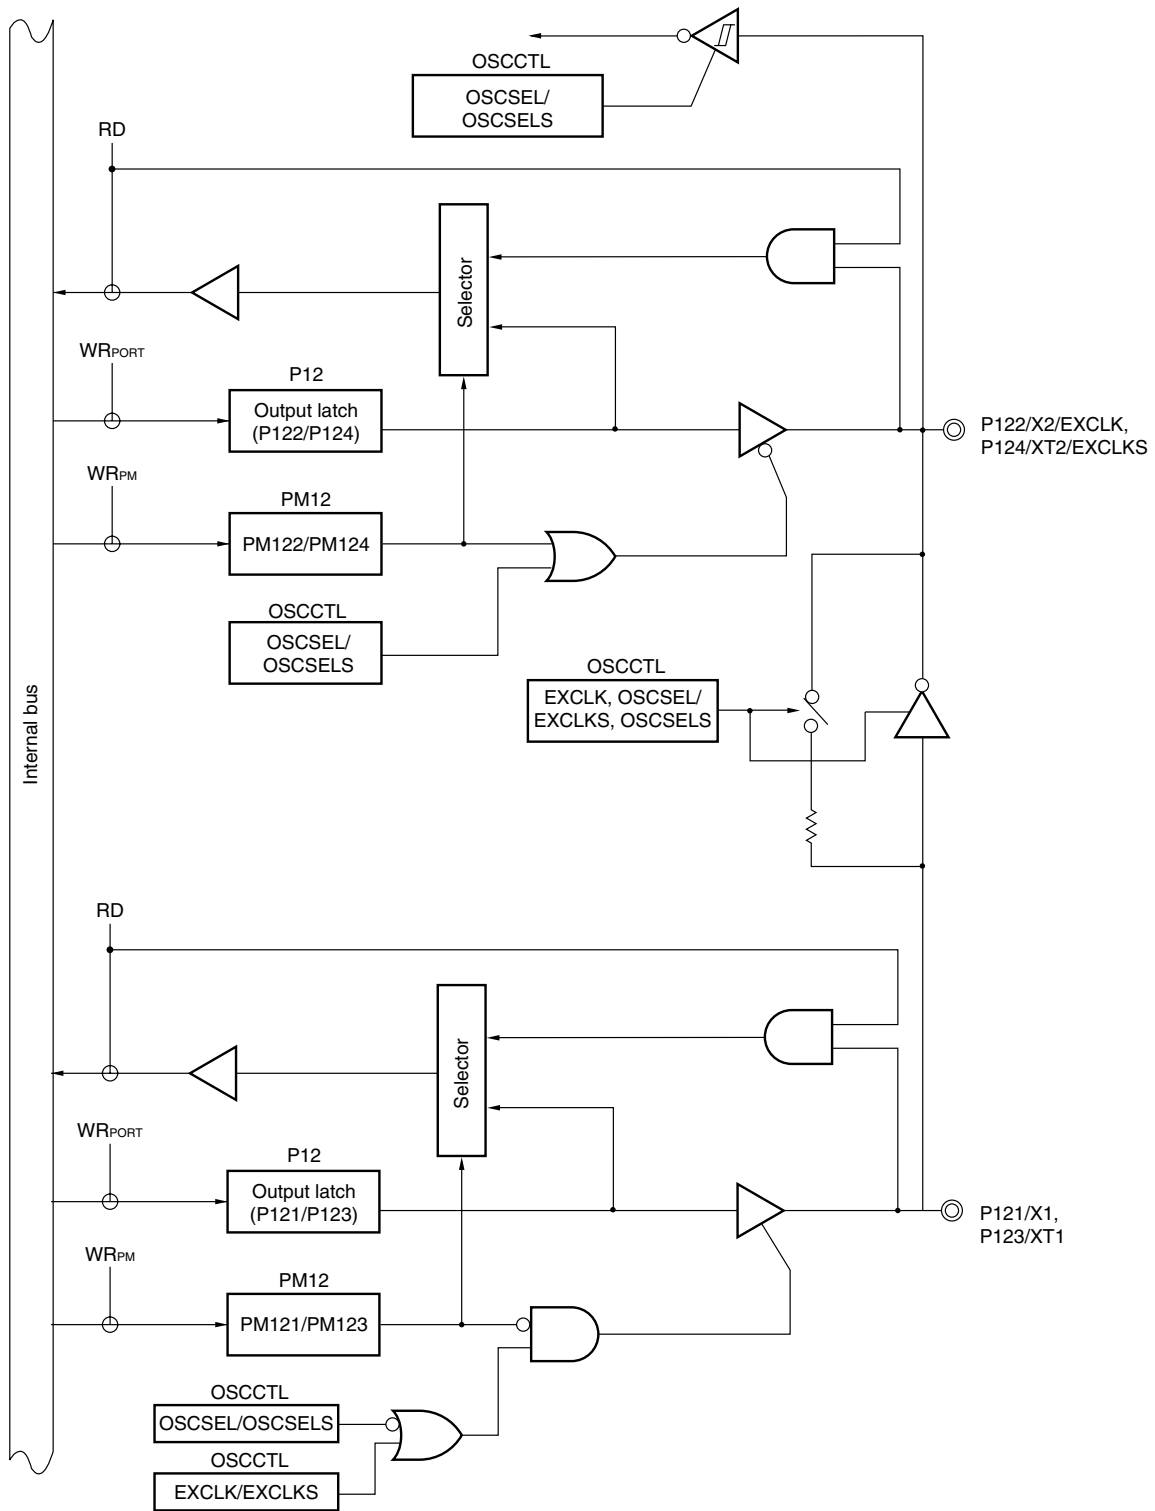 OSCCTL
OSCSEL/
OSCSELS
RD
Selector
WRPORT
P12
Output latch
(P122/P124)
P122/X2/EXCLK,
P124/XT2/EXCLKS
WRPM
PM12
PM122/PM124
OSCCTL
OSCSEL/
OSCSELS
OSCCTL
EXCLK, OSCSEL/
EXCLKS, OSCSELS
Internal bus
RD
Selector
WRPORT
P12
Output latch
(P121/P123)
P121/X1,
P123/XT1
WRPM
PM12
PM121/PM123
OSCCTL
OSCSEL/OSCSELS
OSCCTL
EXCLK/EXCLKS